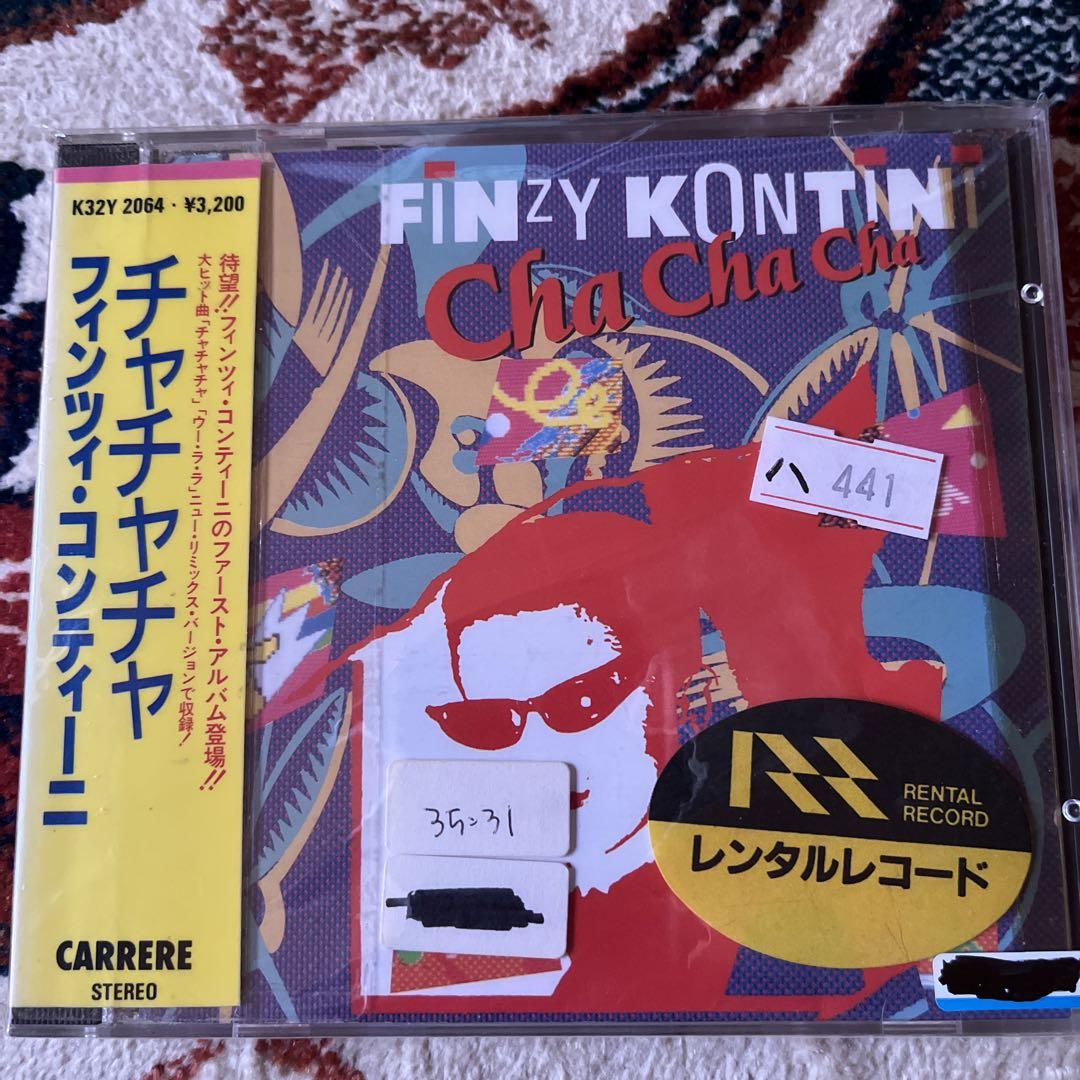 K32Y 2064・¥3,200
待望!!フィンツィ・コンティーニのファースト・アルバム登場!!
大ヒット曲「チャチャチャ」「ウー・ラ・ラ」ニュー・リミックス・バージョンで収録!
チャチャチャ
フィンツィ・コンティーニ
CARRERE
STEREO
FINZY KONTINI
Cha Cha Cha
ハ 441
35:31
RENTAL
RECORD
レンタルレコード